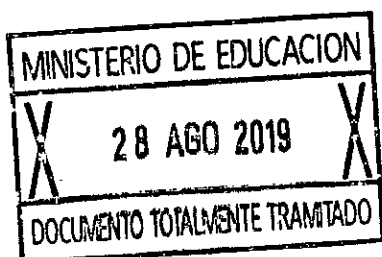 MINISTERIO DE EDUCACION
28 AGO 2019
DOCUMENTO TOTALMENTE TRAMITADO